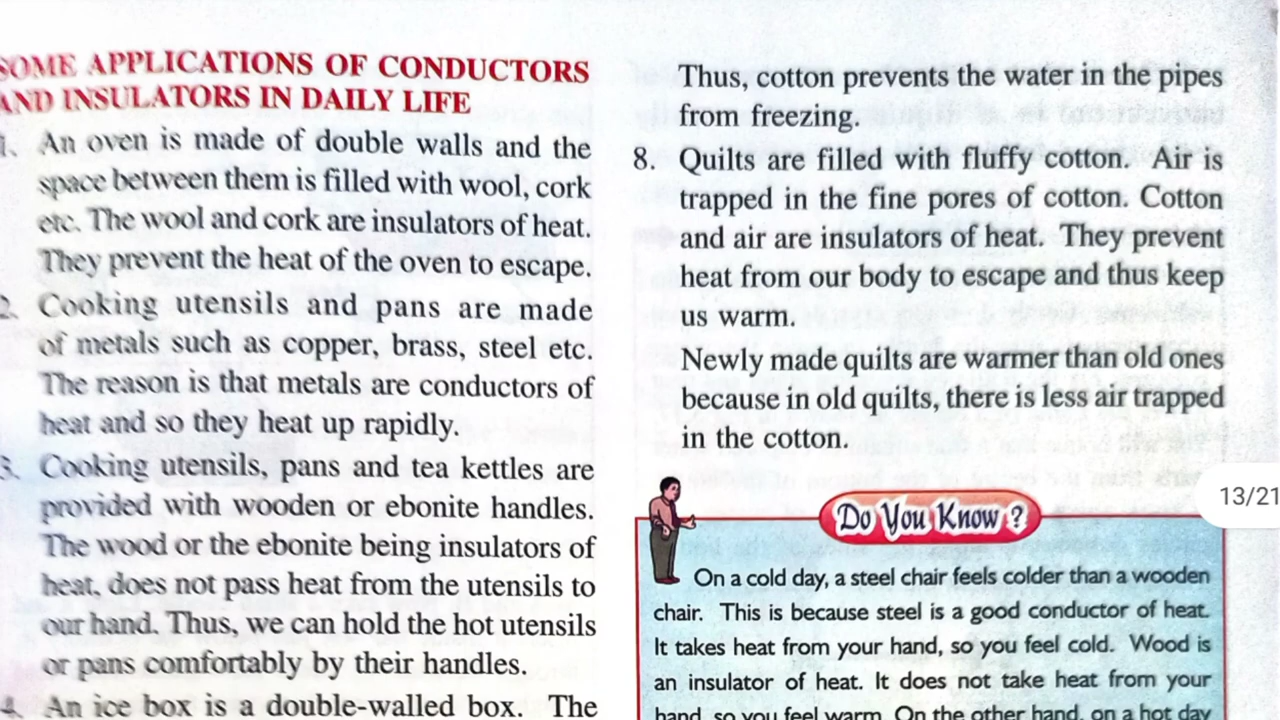 SOME APPLICATIONS OF CONDUCTORS
AND INSULATORS IN DAILY LIFE
1. An oven is made of double walls and the
space between them is filled with wool, cork
etc. The wool and cork are insulators of heat.
They prevent the heat of the oven to escape.
2. Cooking utensils and pans are made
of metals such as copper, brass, steel etc.
The reason is that metals are conductors of
heat and so they heat up rapidly.
3. Cooking utensils, pans and tea kettles are
provided with wooden or ebonite handles.
The wood or the ebonite being insulators of
heat, does not pass heat from the utensils to
our hand. Thus, we can hold the hot utensils
or pans comfortably by their handles.
4. An ice box is a double-walled box. The
Thus, cotton prevents the water in the pipes
from freezing.
8. Quilts are filled with fluffy cotton. Air is
trapped in the fine pores of cotton. Cotton
and air are insulators of heat. They prevent
heat from our body to escape and thus keep
us warm.
Newly made quilts are warmer than old ones
because in old quilts, there is less air trapped
in the cotton.
13/21
Do You Know ?
On a cold day, a steel chair feels colder than a wooden
chair. This is because steel is a good conductor of heat.
It takes heat from your hand, so you feel cold. Wood is
an insulator of heat. It does not take heat from your
hand, so you feel warm. On the other hand, on a hot day